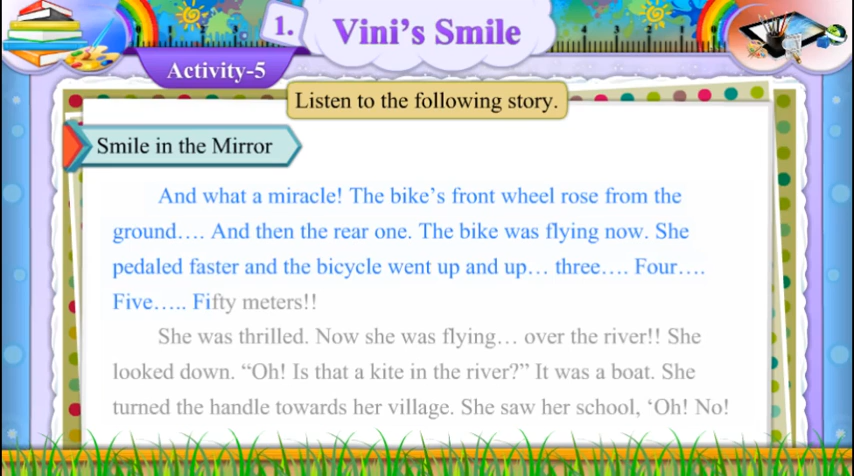 1.
Vini's Smile
Activity-5
Listen to the following story.
Smile in the Mirror
And what a miracle! The bike's front wheel rose from the
ground…. And then the rear one. The bike was flying now. She
pedaled faster and the bicycle went up and up… three…. Four….
Five….. Fifty meters!!
She was thrilled. Now she was flying… over the river!! She
looked down. “Oh! Is that a kite in the river?” It was a boat. She
turned the handle towards her village. She saw her school, ‘Oh! No!